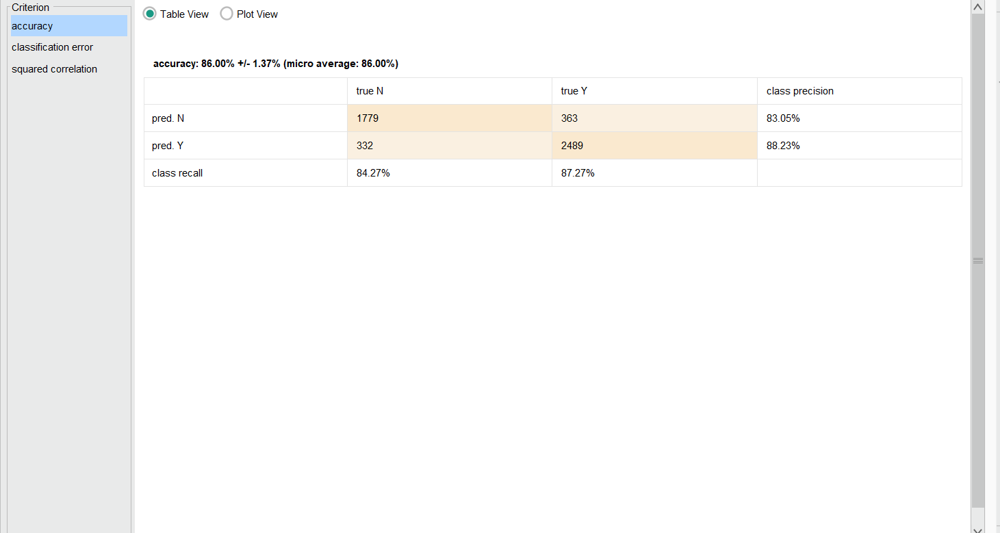 Criterion
accuracy
classification error
squared correlation
Table View Plot View
accuracy: 86.00% +/- 1.37% (micro average: 86.00%)
true N true Y class precision
pred. N 1779 363 83.05%
pred. Y 332 2489 88.23%
class recall 84.27% 87.27%